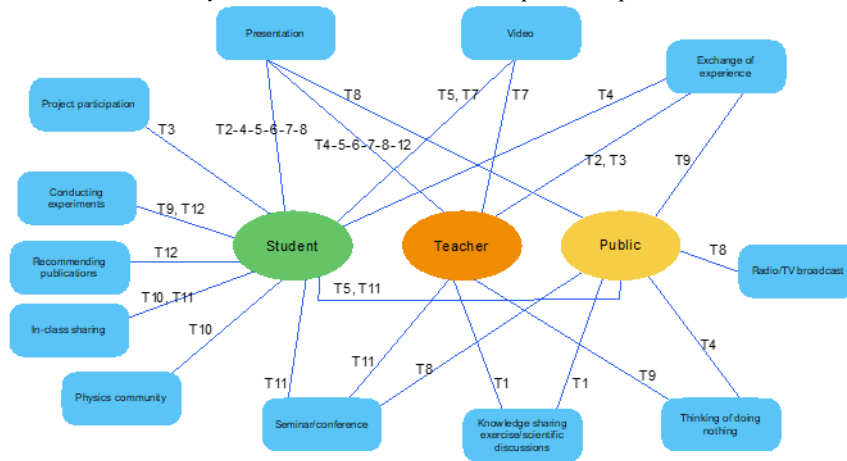 Presentation
Video
Exchange of
experience
Project participation
T8
T5, T7
T7
T4
T3
T2-4-5-6-7-8
T4-5-6-7-8-12
T2, T3
T9
Conducting
experiments
T9, T12
Student
Teacher
Public
Recommending
publications
T12
T8
Radio/TV broadcast
T10, T11
T5, T11
In-class sharing
T10
T4
Physics community
T11
T11
T8
T1
T1
T9
Seminar/conference
Knowledge sharing
exercise/scientific
discussions
Thinking of doing
nothing